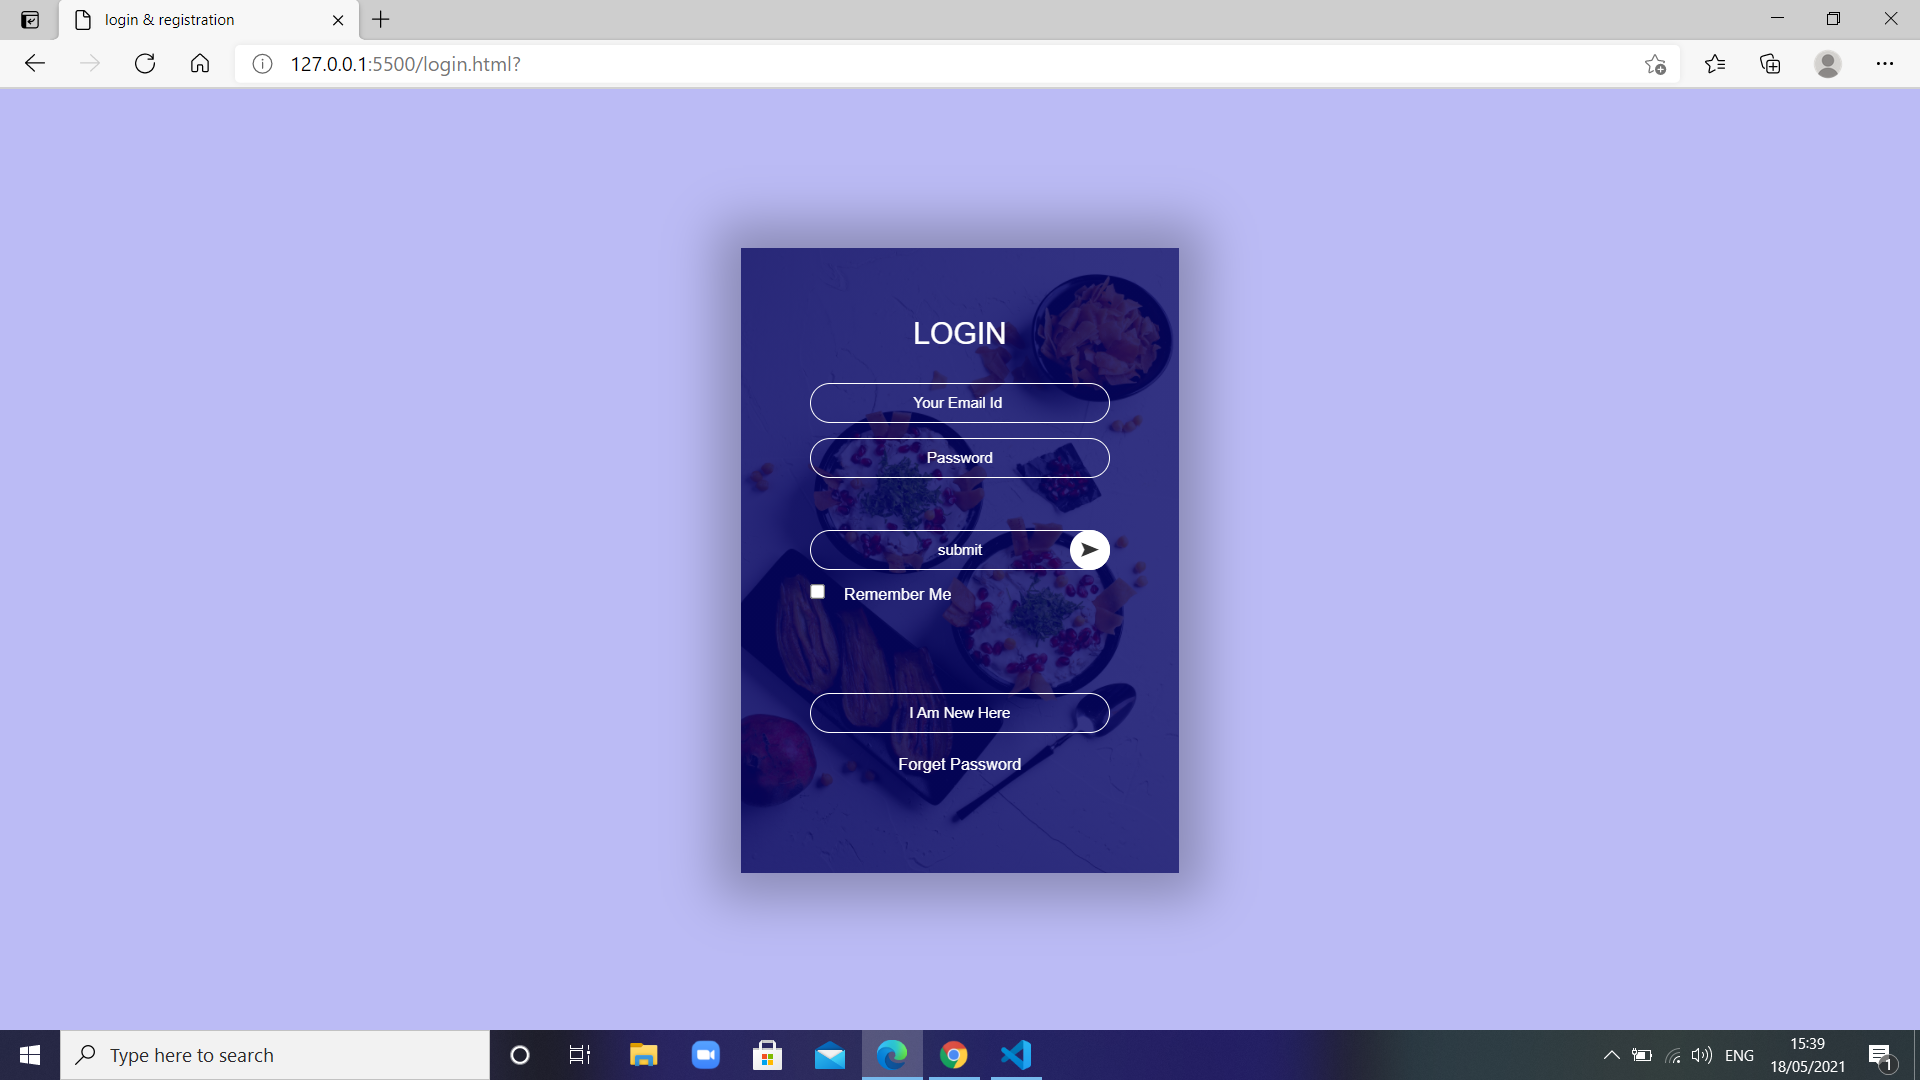 login & registration
127.0.0.1:5500/login.html?
LOGIN
Your Email Id
Password
submit
Remember Me
I Am New Here
Forget Password
Type here to search
ENG
15:39
18/05/2021
1